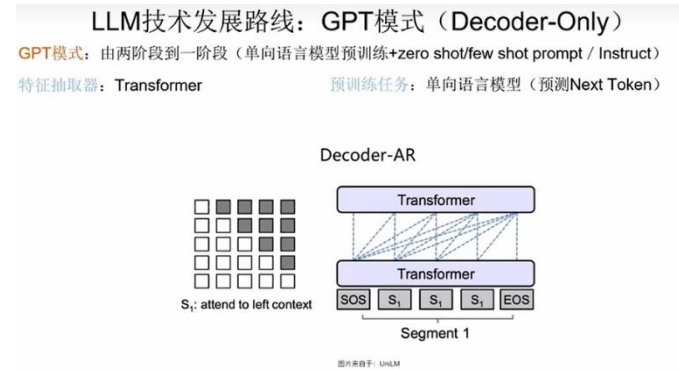 LLM技术发展路线：GPT模式（Decoder-Only）
GPT模式：由两阶段到一阶段（单向语言模型预训练+zero shot/few shot prompt / Instruct）
特征抽取器：Transformer
预训练任务：单向语言模型（预测Next Token）
Decoder-AR
Transformer
Transformer
SOS S₁ S₁ S₁ EOS
S₁: attend to left context
Segment 1
图片来自于：UniLM